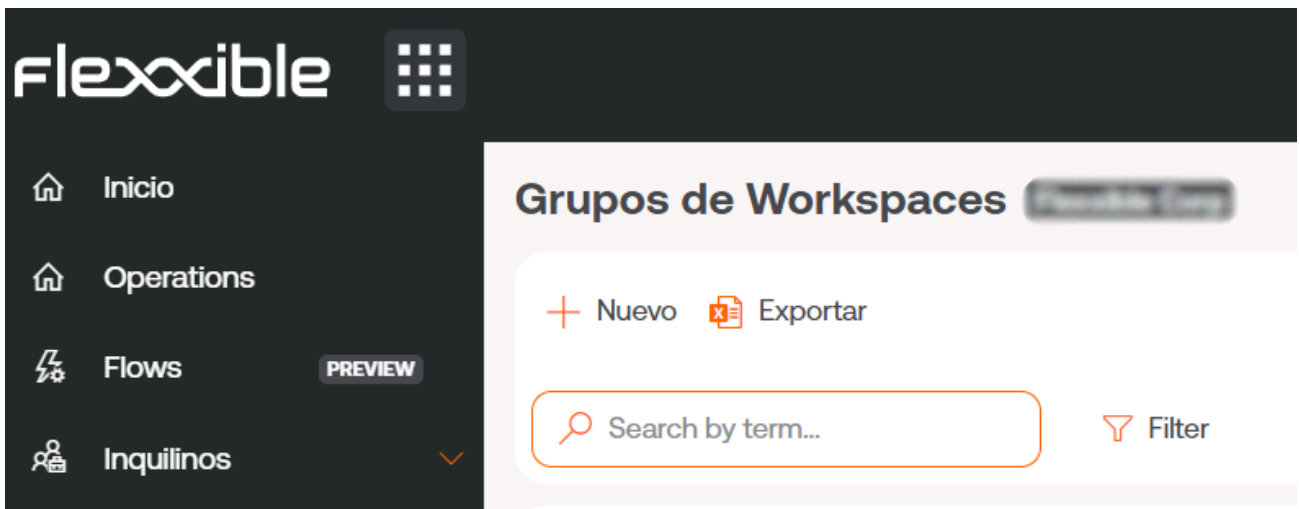 Flexxible
Inicio
Operations
Flows PREVIEW
Inquilinos
Grupos de Workspaces
Nuevo Exportar
Search by term... Filter